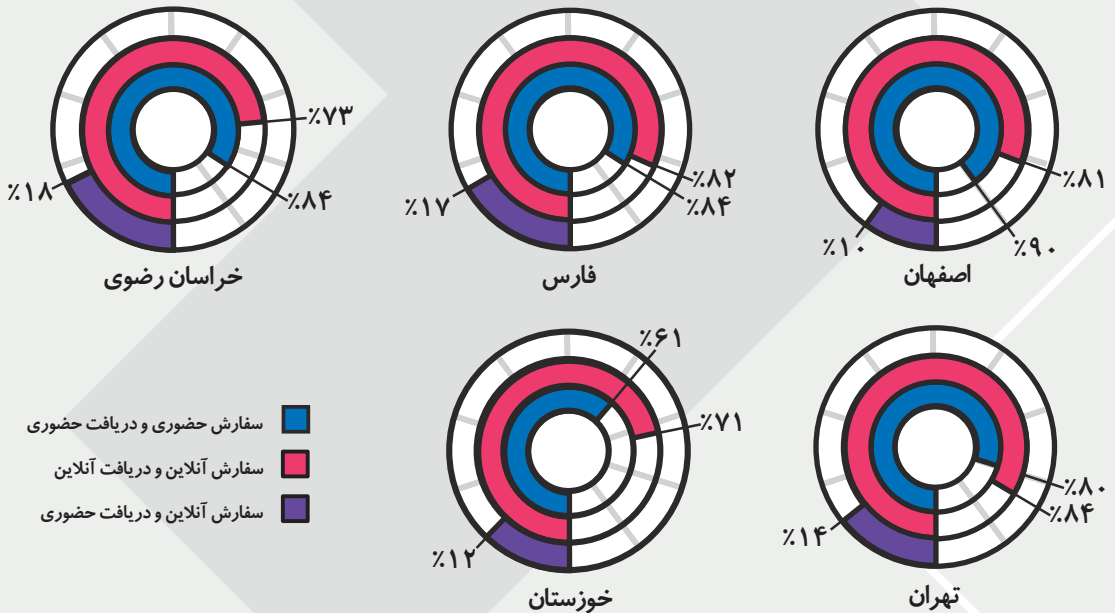 ٪۸۱
٪۹۰
٪۱۰
اصفهان
٪۸۲
٪۸۴
٪۱۷
فارس
٪۷۳
٪۸۴
٪۱۸
خراسان رضوی
٪۸۰
٪۸۴
٪۱۴
تهران
٪۶۱
٪۷۱
٪۱۲
خوزستان
سفارش حضوری و دریافت حضوری
سفارش آنلاین و دریافت آنلاین
سفارش آنلاین و دریافت حضوری